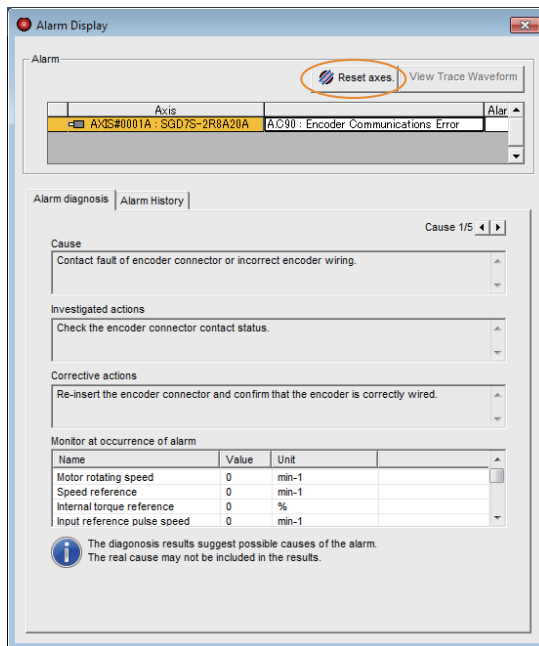 Alarm Display
Alarm
Reset axes.
View Trace Waveform
Axis
Alar
AXIS#0001A : SGD7S-2R8A20A
A.C90 : Encoder Communications Error
Alarm diagnosis
Alarm History
Cause 1/5
Cause
Contact fault of encoder connector or incorrect encoder wiring.
Investigated actions
Check the encoder connector contact status.
Corrective actions
Re-insert the encoder connector and confirm that the encoder is correctly wired.
Monitor at occurrence of alarm
Name Value Unit
Motor rotating speed 0 min-1
Speed reference 0 min-1
Internal torque reference 0 %
Input reference pulse speed 0 min-1
The diagonosis results suggest possible causes of the alarm.
The real cause may not be included in the results.